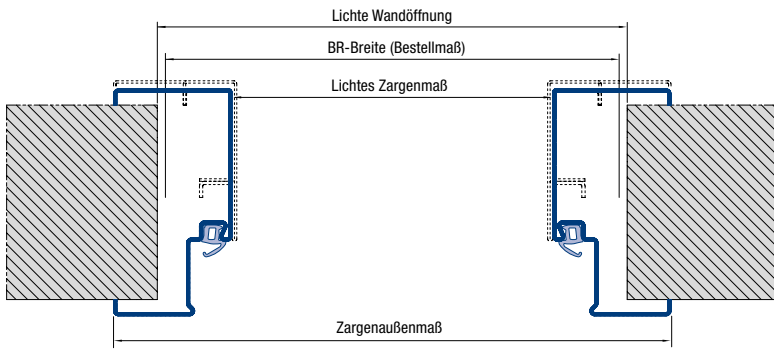 Lichte Wandöffnung
BR-Breite (Bestellmaß)
Lichtes Zargenmaß
Zargenaußenmaß